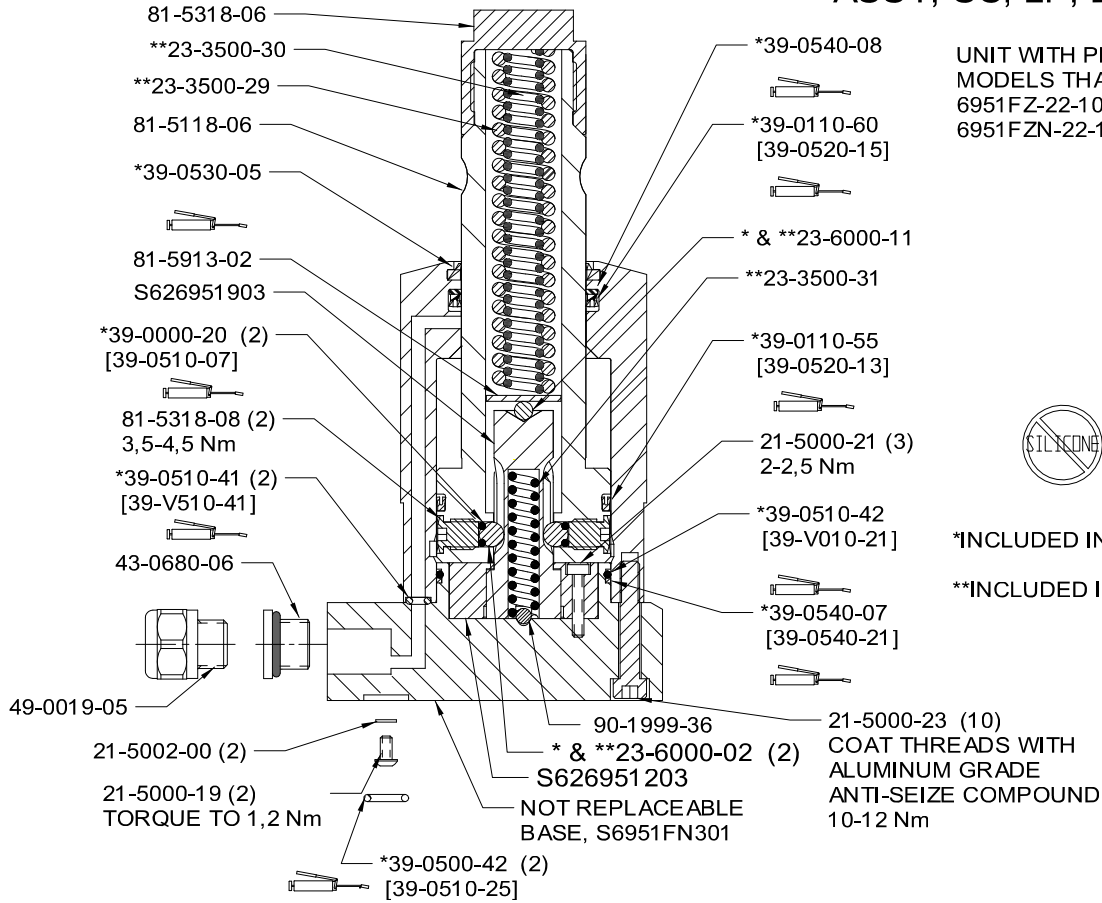 ASSY, CS, LF, 
81-5318-06
**23-3500-30
**23-3500-29
81-5118-06
*39-0530-05
81-5913-02
S626951903
*39-0000-20 (2)
[39-0510-07]
81-5318-08 (2)
3,5-4,5 Nm
*39-0510-41 (2)
[39-V510-41]
43-0680-06
49-0019-05
21-5002-00 (2)
21-5000-19 (2)
TORQUE TO 1,2 Nm
*39-0500-42 (2)
[39-0510-25]
90-1999-36
* & **23-6000-02 (2)
S626951203
NOT REPLACEABLE
BASE, S6951FN301
*39-0540-08
*39-0110-60
[39-0520-15]
* & **23-6000-11
**23-3500-31
*39-0110-55
[39-0520-13]
21-5000-21 (3)
2-2,5 Nm
*39-0510-42
[39-V010-21]
*39-0540-07
[39-0540-21]
21-5000-23 (10)
COAT THREADS WITH
ALUMINUM GRADE
ANTI-SEIZE COMPOUND
10-12 Nm
UNIT WITH
MODELS
6951FZ-22-10
6951FZN-22-1
SILICONE
*INCLUDED IN
**INCLUDED